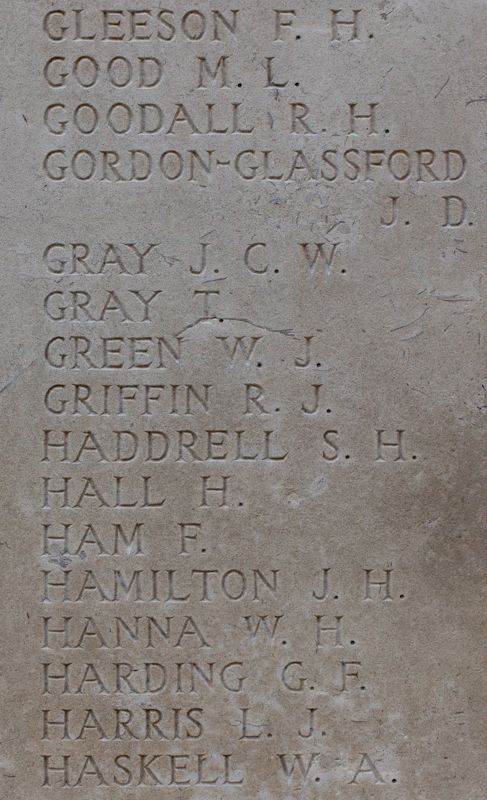 GLEESON F. H.
GOOD M. L.
GOODALL R. H.
GORDON-GLASSFORD
J. D.
GRAY J. C. W.
GRAY T.
GREEN W. J.
GRIFFIN R. J.
HADDRELL S. H.
HALL H.
HAM F.
HAMILTON J. H.
HANNA W. H.
HARDING G. F.
HARRIS L. J.
HASKELL W. A.